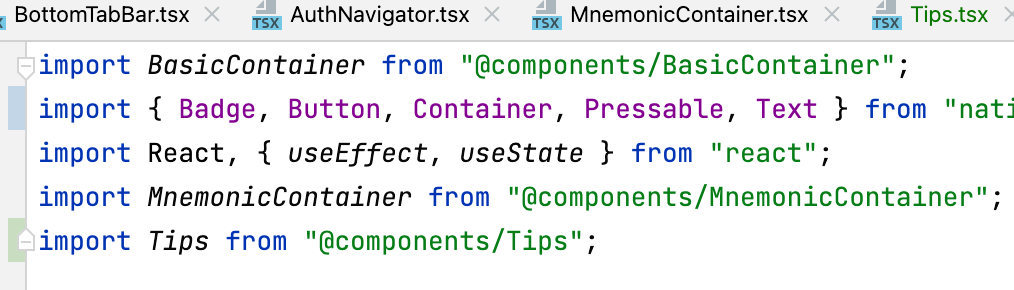 BottomTabBar.tsx TSX AuthNavigator.tsx TSX MnemonicContainer.tsx TSX Tips.tsx
import BasicContainer from "@components/BasicContainer";
import { Badge, Button, Container, Pressable, Text } from "nati
import React, { useEffect, useState } from "react";
import MnemonicContainer from "@components/MnemonicContainer";
import Tips from "@components/Tips";